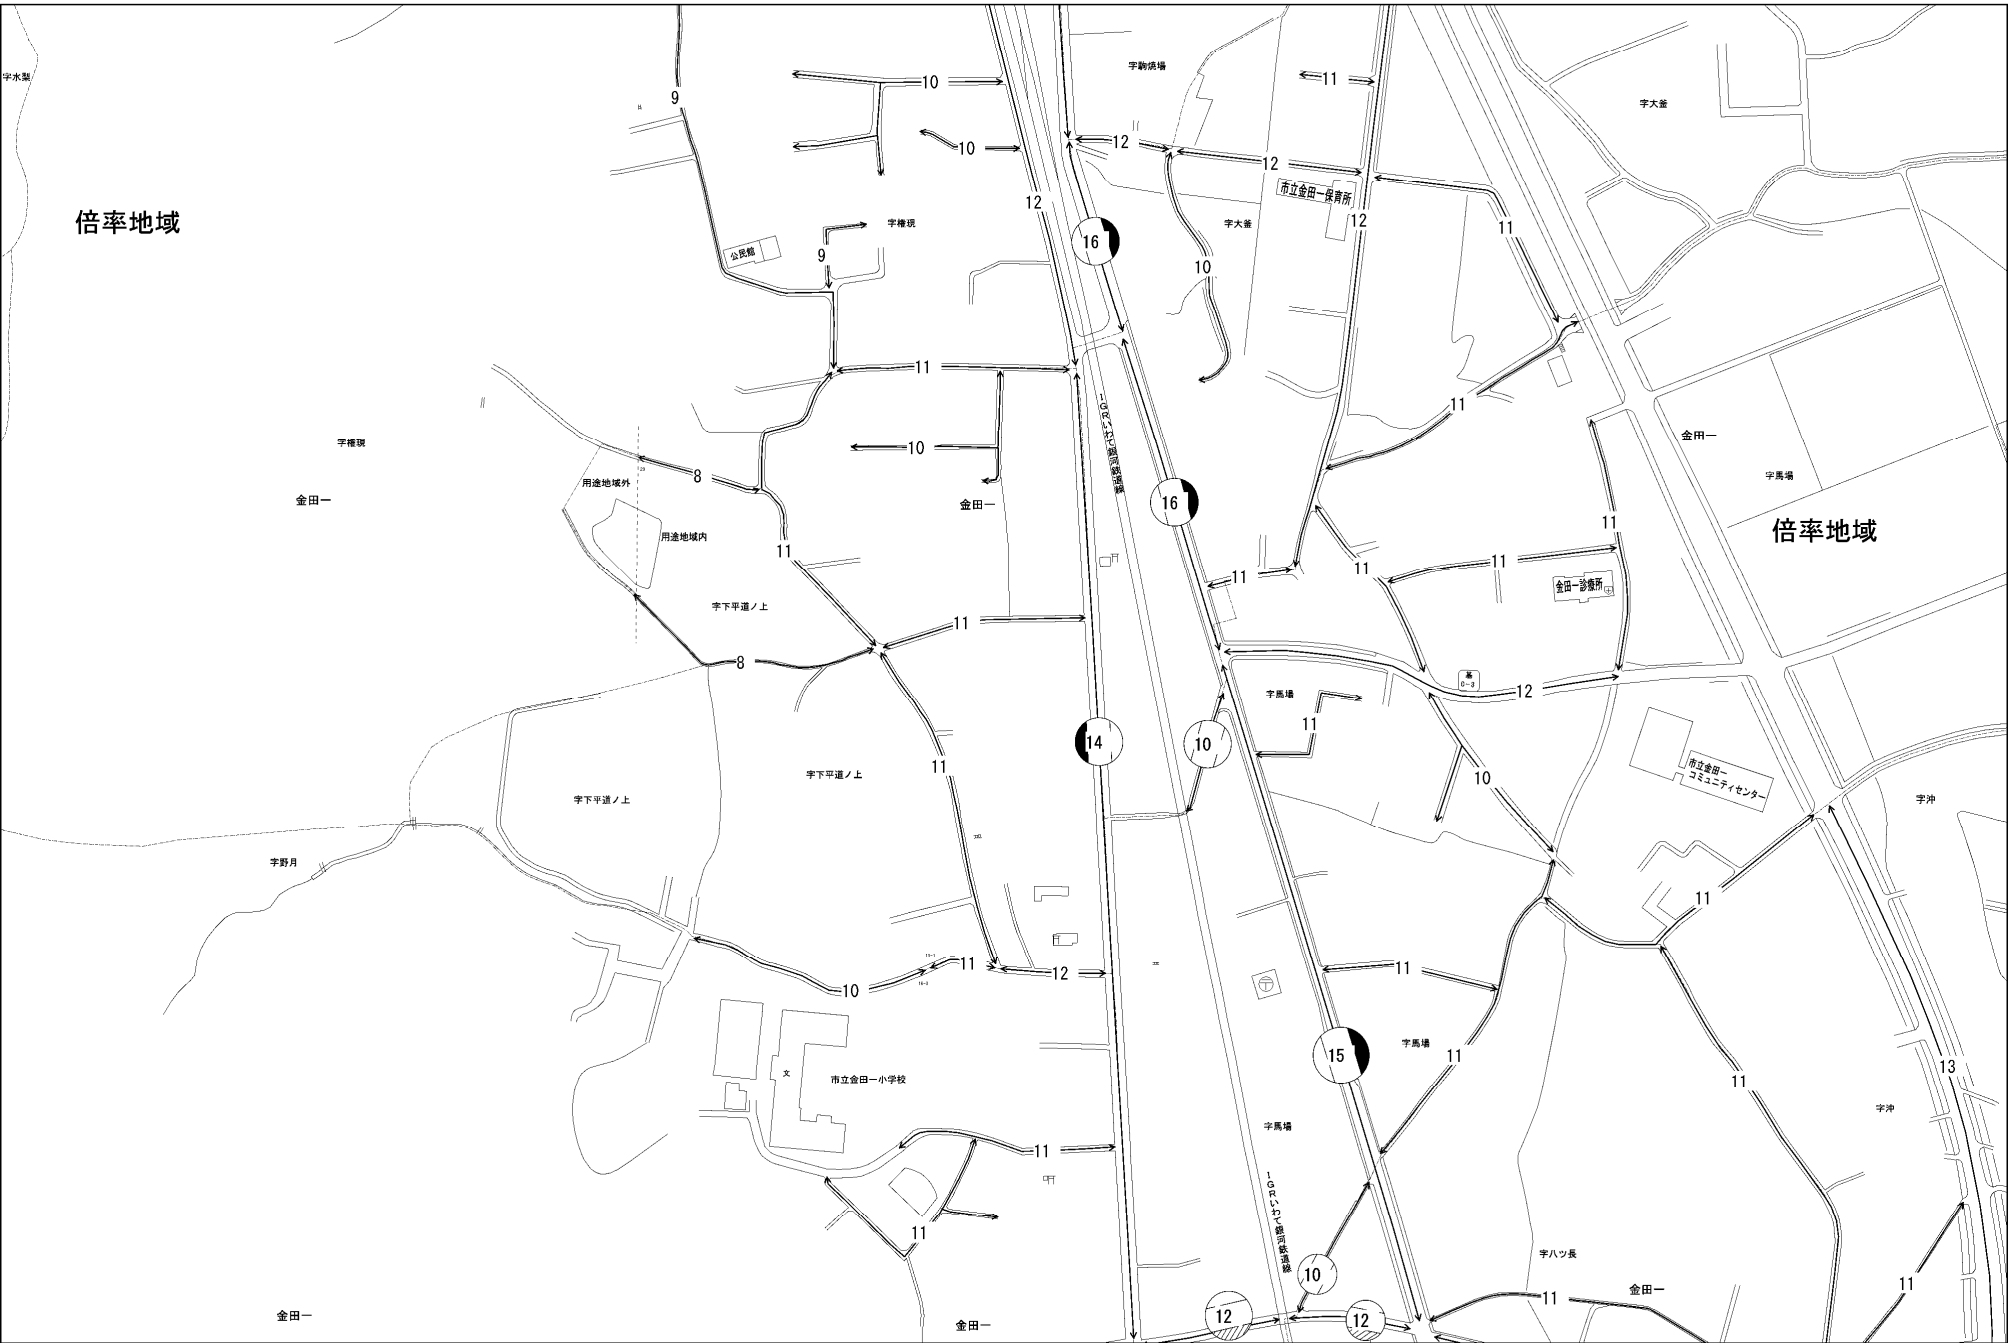 字水梨
9
10
字駒焼場
11
字大釜
10
12
12
市立金田一保育所
倍率地域
字権現
12
12
字大釜
11
公民館
9
16
10
11
11
IGRいわて銀河鉄道線
字権現
10
金田一
8
字馬場
用途地域外
金田一
金田一
16
11
倍率地域
用途地域内
11
11
11
11
金田一診療所
字下平道ノ上
11
8
墓
0-3
字馬場
12
11
14
10
11
市立金田一
コミュニティセンター
字下平道ノ上
字下平道ノ上
10
字沖
字野月
11
11
12
11
10
字馬場
15
11
13
文
市立金田一小学校
11
字沖
字馬場
11
IGRいわて銀河鉄道線
11
字八ツ長
10
11
金田一
11
金田一
12
12
金田一